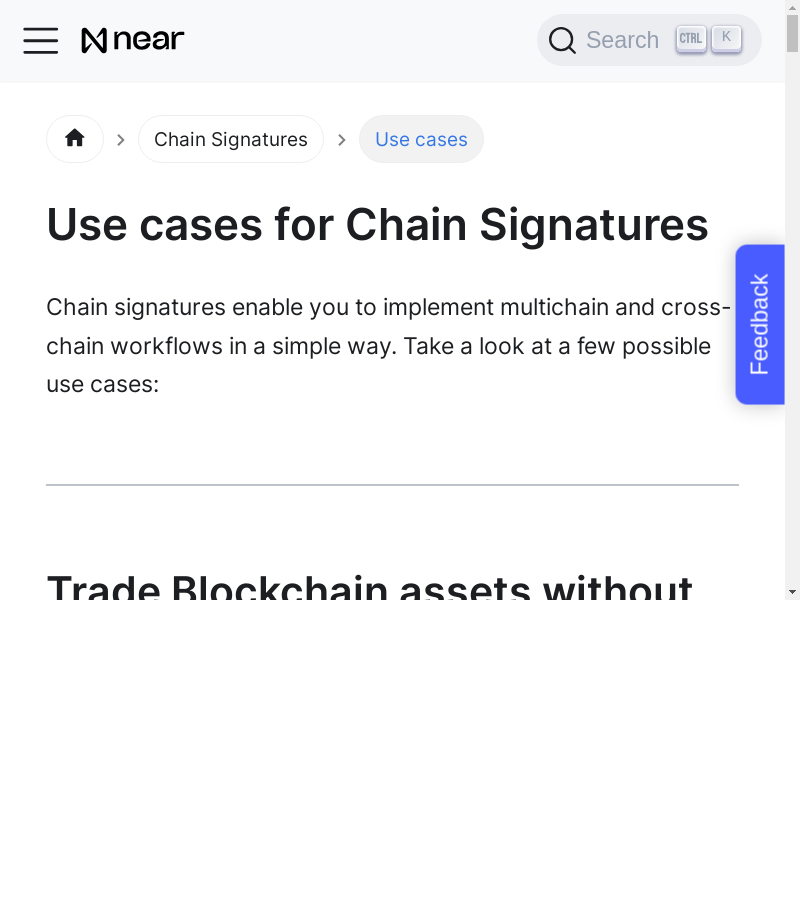 near
Search CTRL K
Chain Signatures
Use cases
Use cases for Chain Signatures
Chain signatures enable you to implement multichain and cross-
chain workflows in a simple way. Take a look at a few possible
use cases:
Feedback
Trade Blockchain assets without